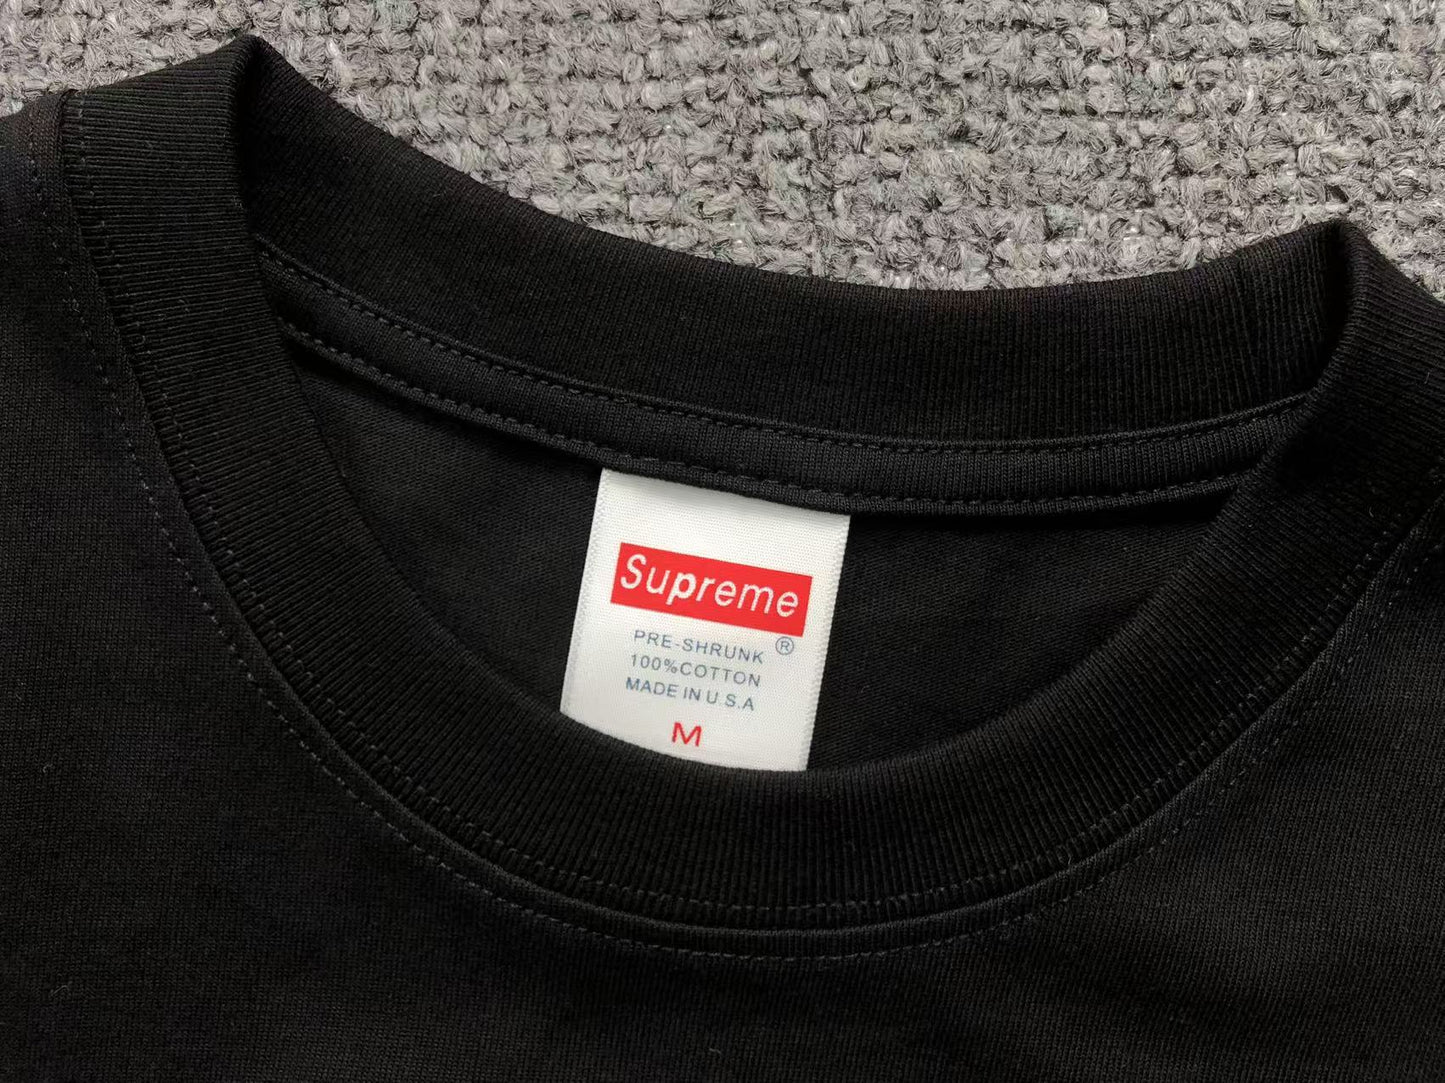 Supreme
®
PRE-SHRUNK
100%COTTON
MADE IN U.S.A
M